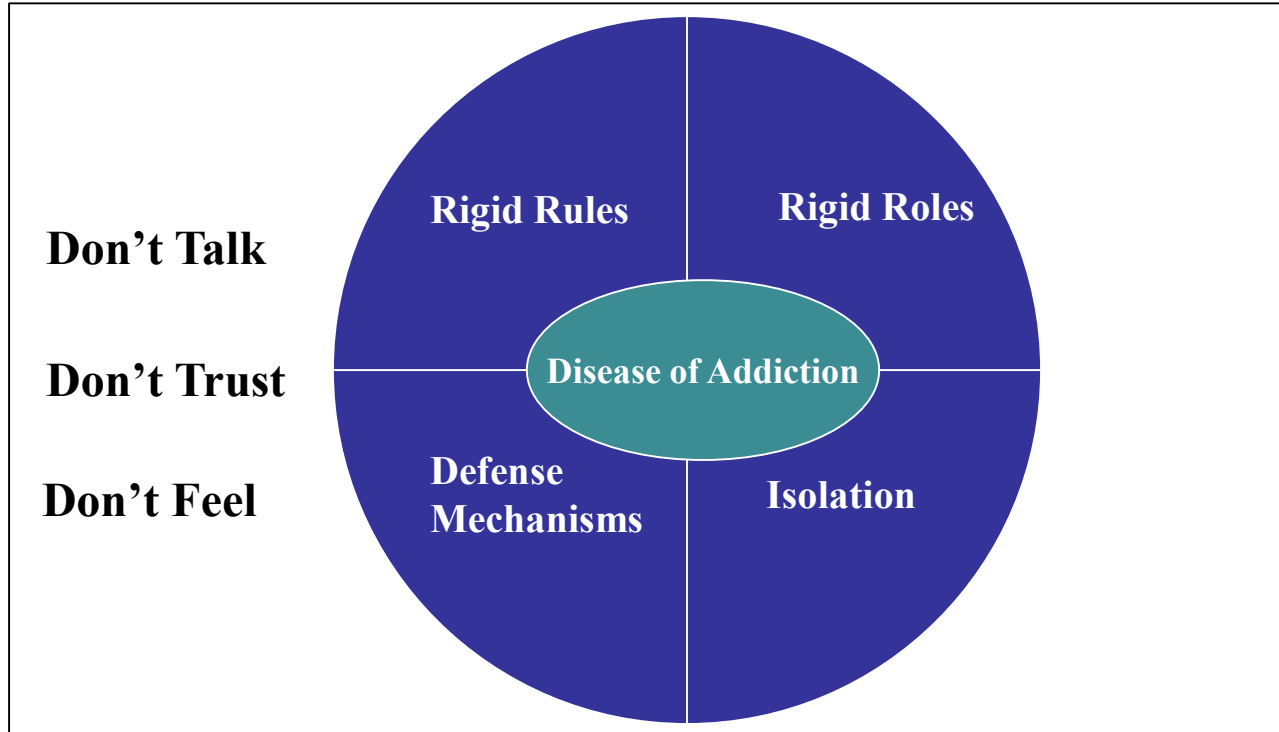 Don’t Talk
Don’t Trust
Don’t Feel
Rigid Rules
Rigid Roles
Disease of Addiction
Defense
Mechanisms
Isolation